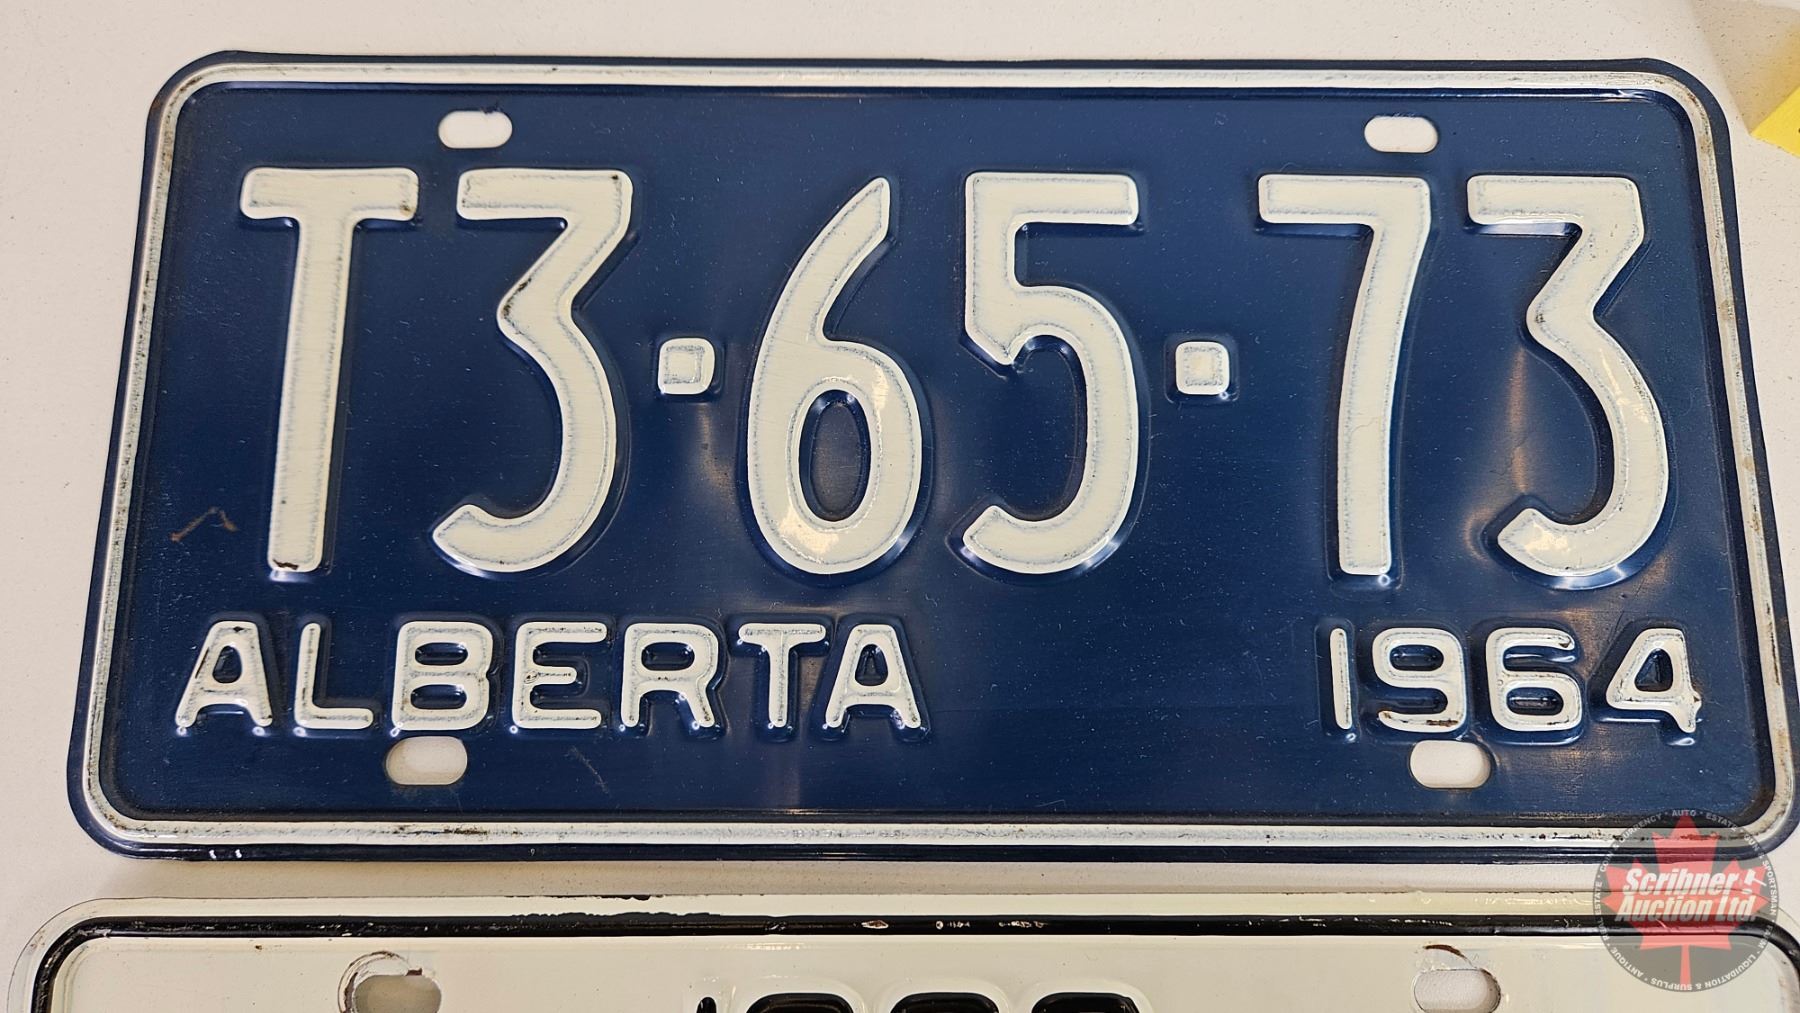 T3·65·73
ALBERTA 1964
Scribner
Auction Ltd